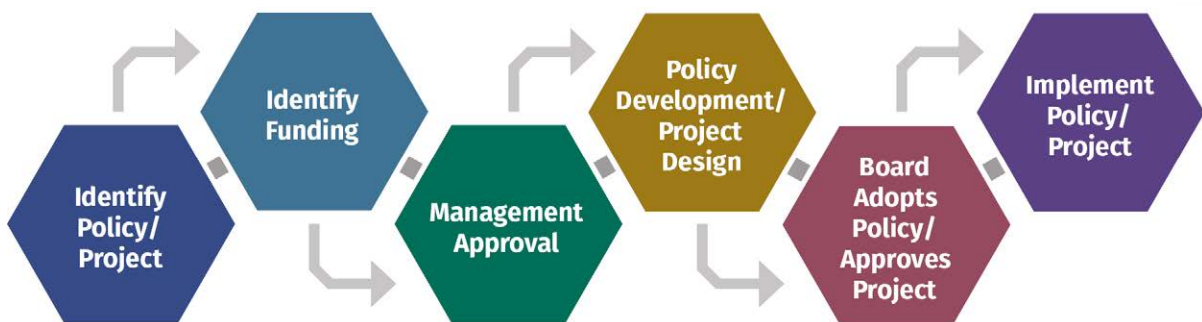 Identify
Policy/
Project
Identify
Funding
Management
Approval
Policy
Development/
Project
Design
Board
Adopts
Policy/
Approves
Project
Implement
Policy/
Project